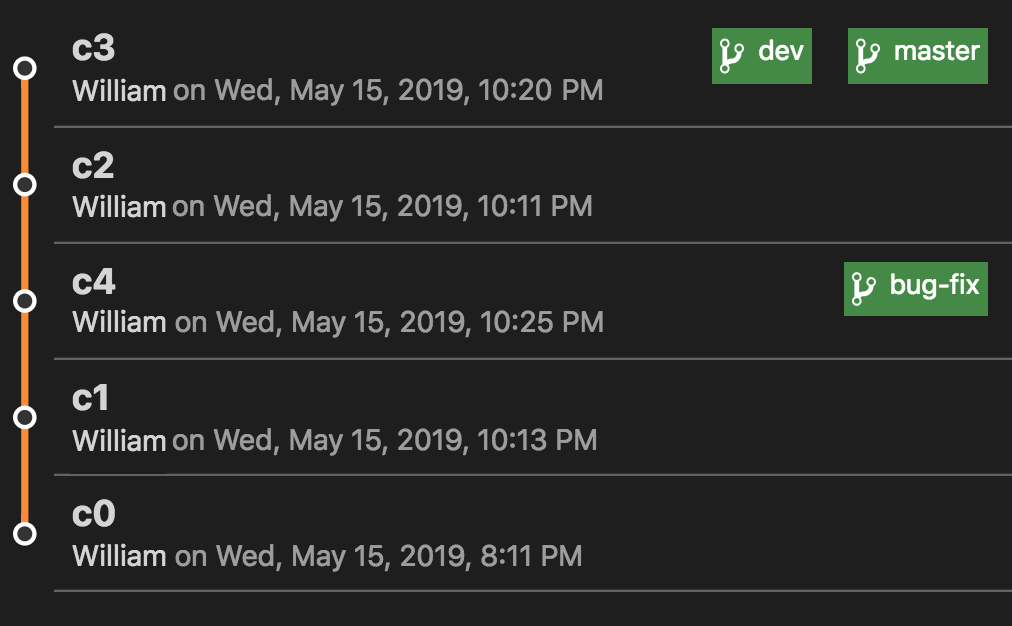 c3
dev
master
William on Wed, May 15, 2019, 10:20 PM
c2
William on Wed, May 15, 2019, 10:11 PM
c4
bug-fix
William on Wed, May 15, 2019, 10:25 PM
c1
William on Wed, May 15, 2019, 10:13 PM
c0
William on Wed, May 15, 2019, 8:11 PM